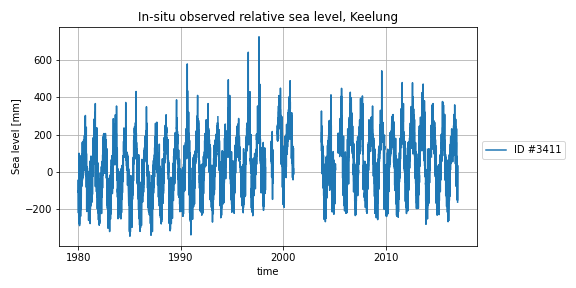 In-situ observed relative sea level, Keelung
Sea level [mm]
600
400
200
0
−200
1980
1990
2000
2010
time
ID #3411